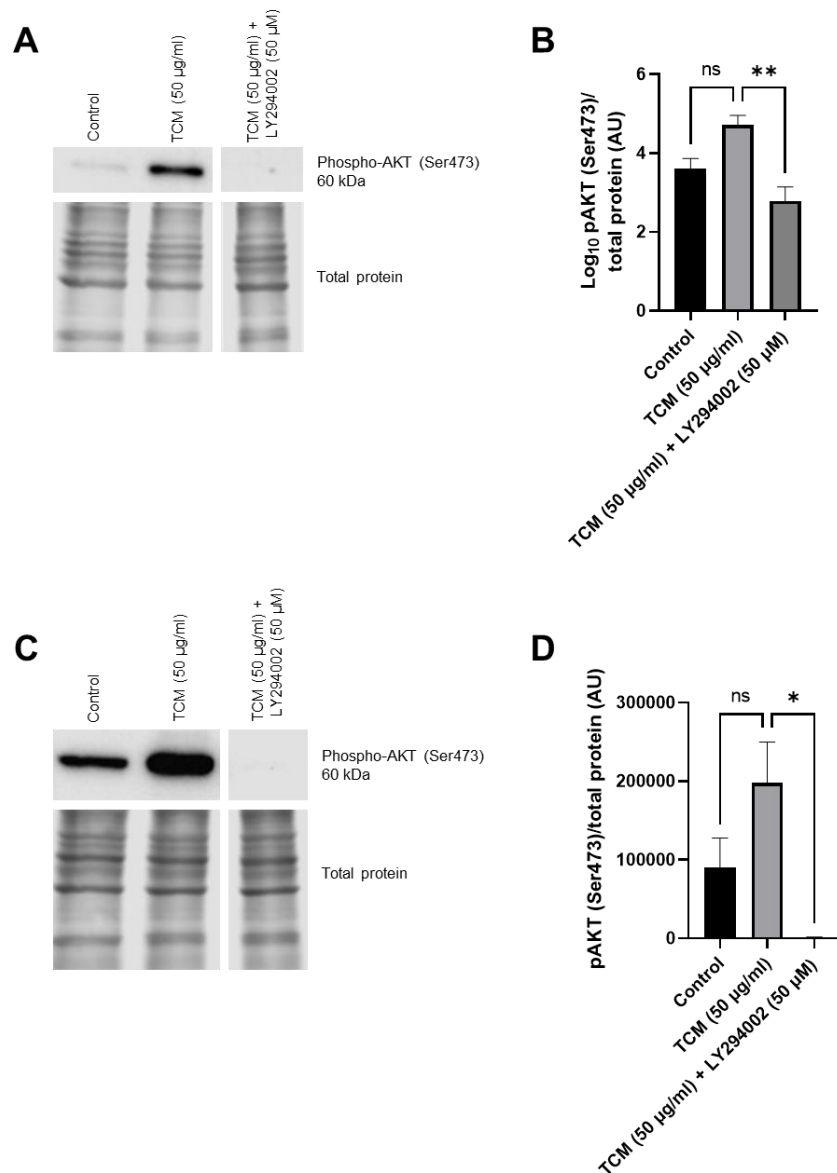 A
Control
TCM (50 µg/ml)
TCM (50 µg/ml) +
LY294002 (50 µM)
Phospho-AKT (Ser473)
60 kDa
Total protein
B
Log₁₀ pAKT (Ser473)/
total protein (AU)
6
4
2
0
ns
**
Control
TCM (50 µg/ml)
TCM (50 µg/ml) + LY294002 (50 µM)
C
Control
TCM (50 µg/ml)
TCM (50 µg/ml) +
LY294002 (50 µM)
Phospho-AKT (Ser473)
60 kDa
Total protein
D
pAKT (Ser473)/total protein (AU)
300000
200000
100000
0
ns
*
Control
TCM (50 µg/ml)
TCM (50 µg/ml) + LY294002 (50 µM)